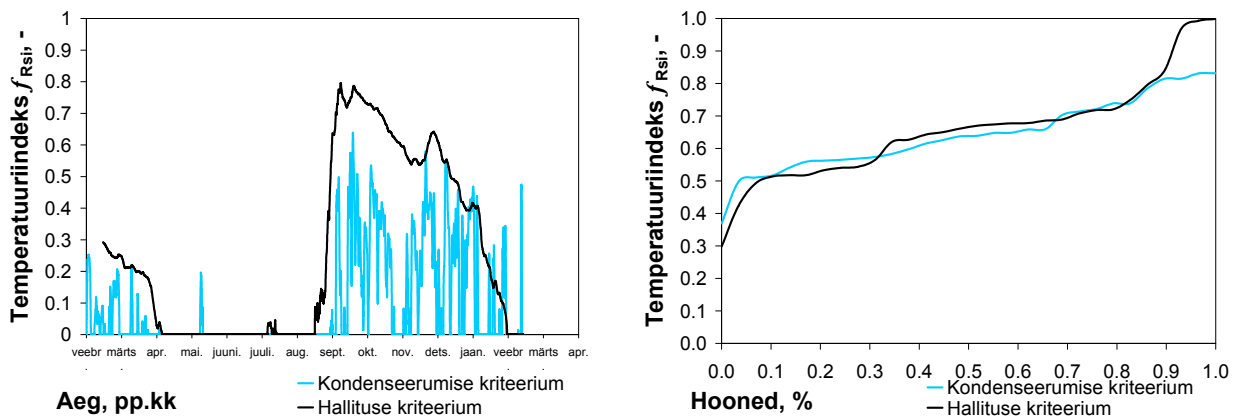 Temperatuuriindeks fRsi, -
1
0.9
0.8
0.7
0.6
0.5
0.4
0.3
0.2
0.1
0
veebr märts apr. mai. juuni. juuli. aug. sept. okt. nov. dets. jaan. veebr märts apr.
Aeg, pp.kk
Kondenseerumise kriteerium
Hallituse kriteerium
Temperatuuriindeks fRsi, -
1.0
0.9
0.8
0.7
0.6
0.5
0.4
0.3
0.2
0.1
0.0
0.0 0.1 0.2 0.3 0.4 0.5 0.6 0.7 0.8 0.9 1.0
Hooned, %
Kondenseerumise kriteerium
Hallituse kriteerium